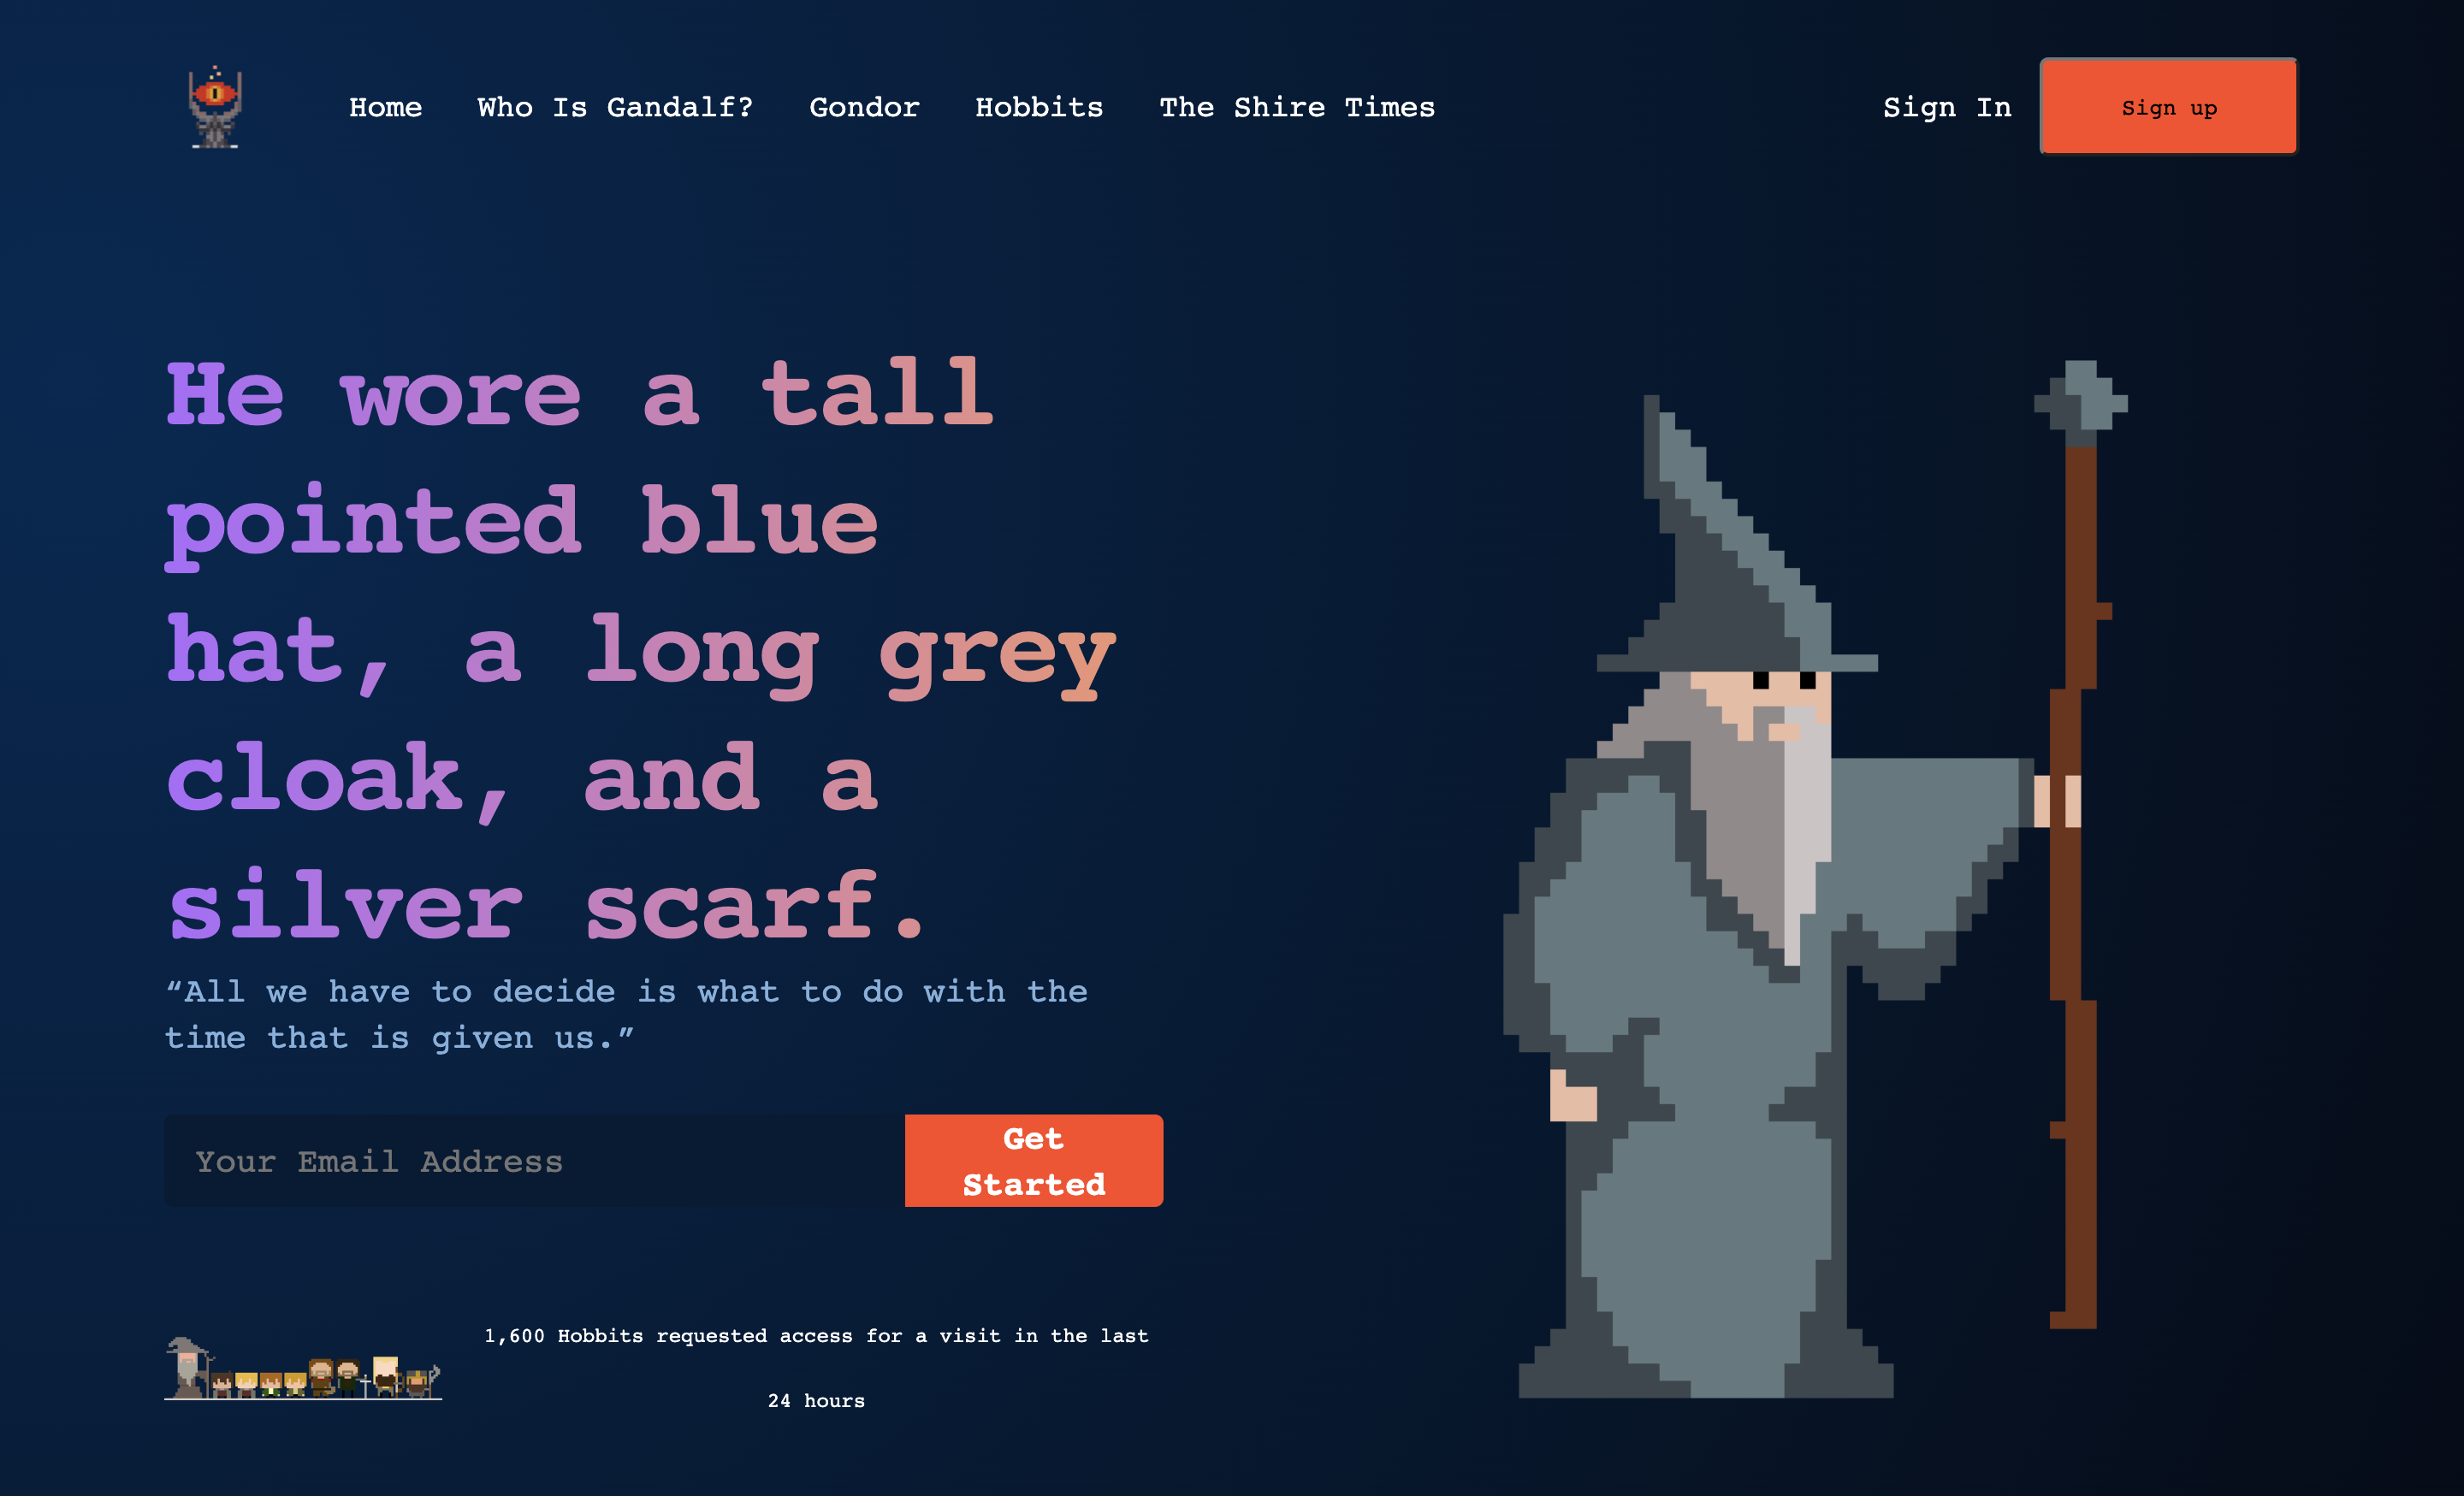 Home Who Is Gandalf? Gondor Hobbits The Shire Times Sign In Sign up
He wore a tall
pointed blue
hat, a long grey
cloak, and a
silver scarf.
“All we have to decide is what to do with the
time that is given us.”
Your Email Address
Get
Started
1,600 Hobbits requested access for a visit in the last
24 hours